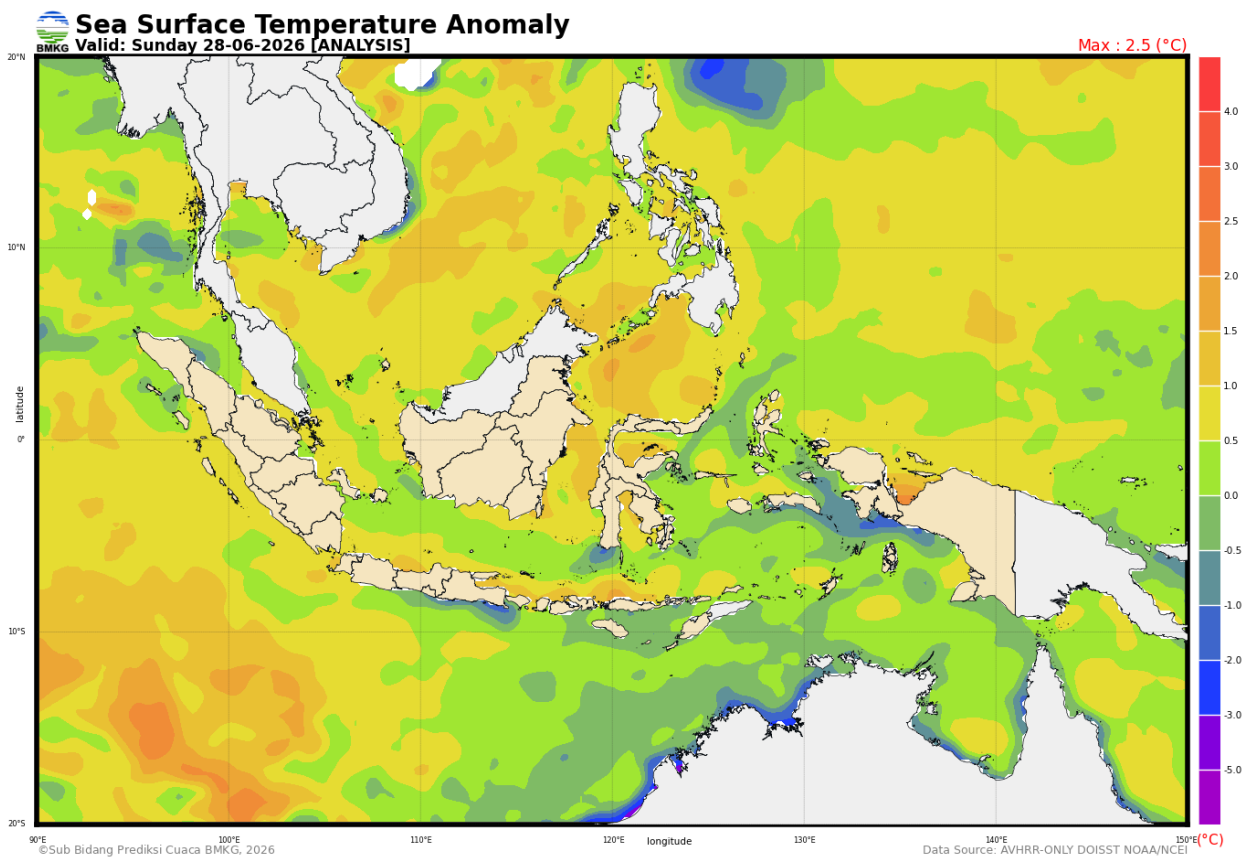 Sea Surface Temperature Anomaly
BMKG
Valid: Sunday 28-06-2026 [ANALYSIS]
Max : 2.5 (°C)
20°N
10°N
0°
10°S
20°S
latitude
90°E
100°E
110°E
120°E
130°E
140°E
150°E
longitude
4.0
3.0
2.5
2.0
1.5
1.0
0.5
0.0
-0.5
-1.0
-2.0
-3.0
-5.0
(°C)
©Sub Bidang Prediksi Cuaca BMKG, 2026
Data Source: AVHRR-ONLY DOISST NOAA/NCEI